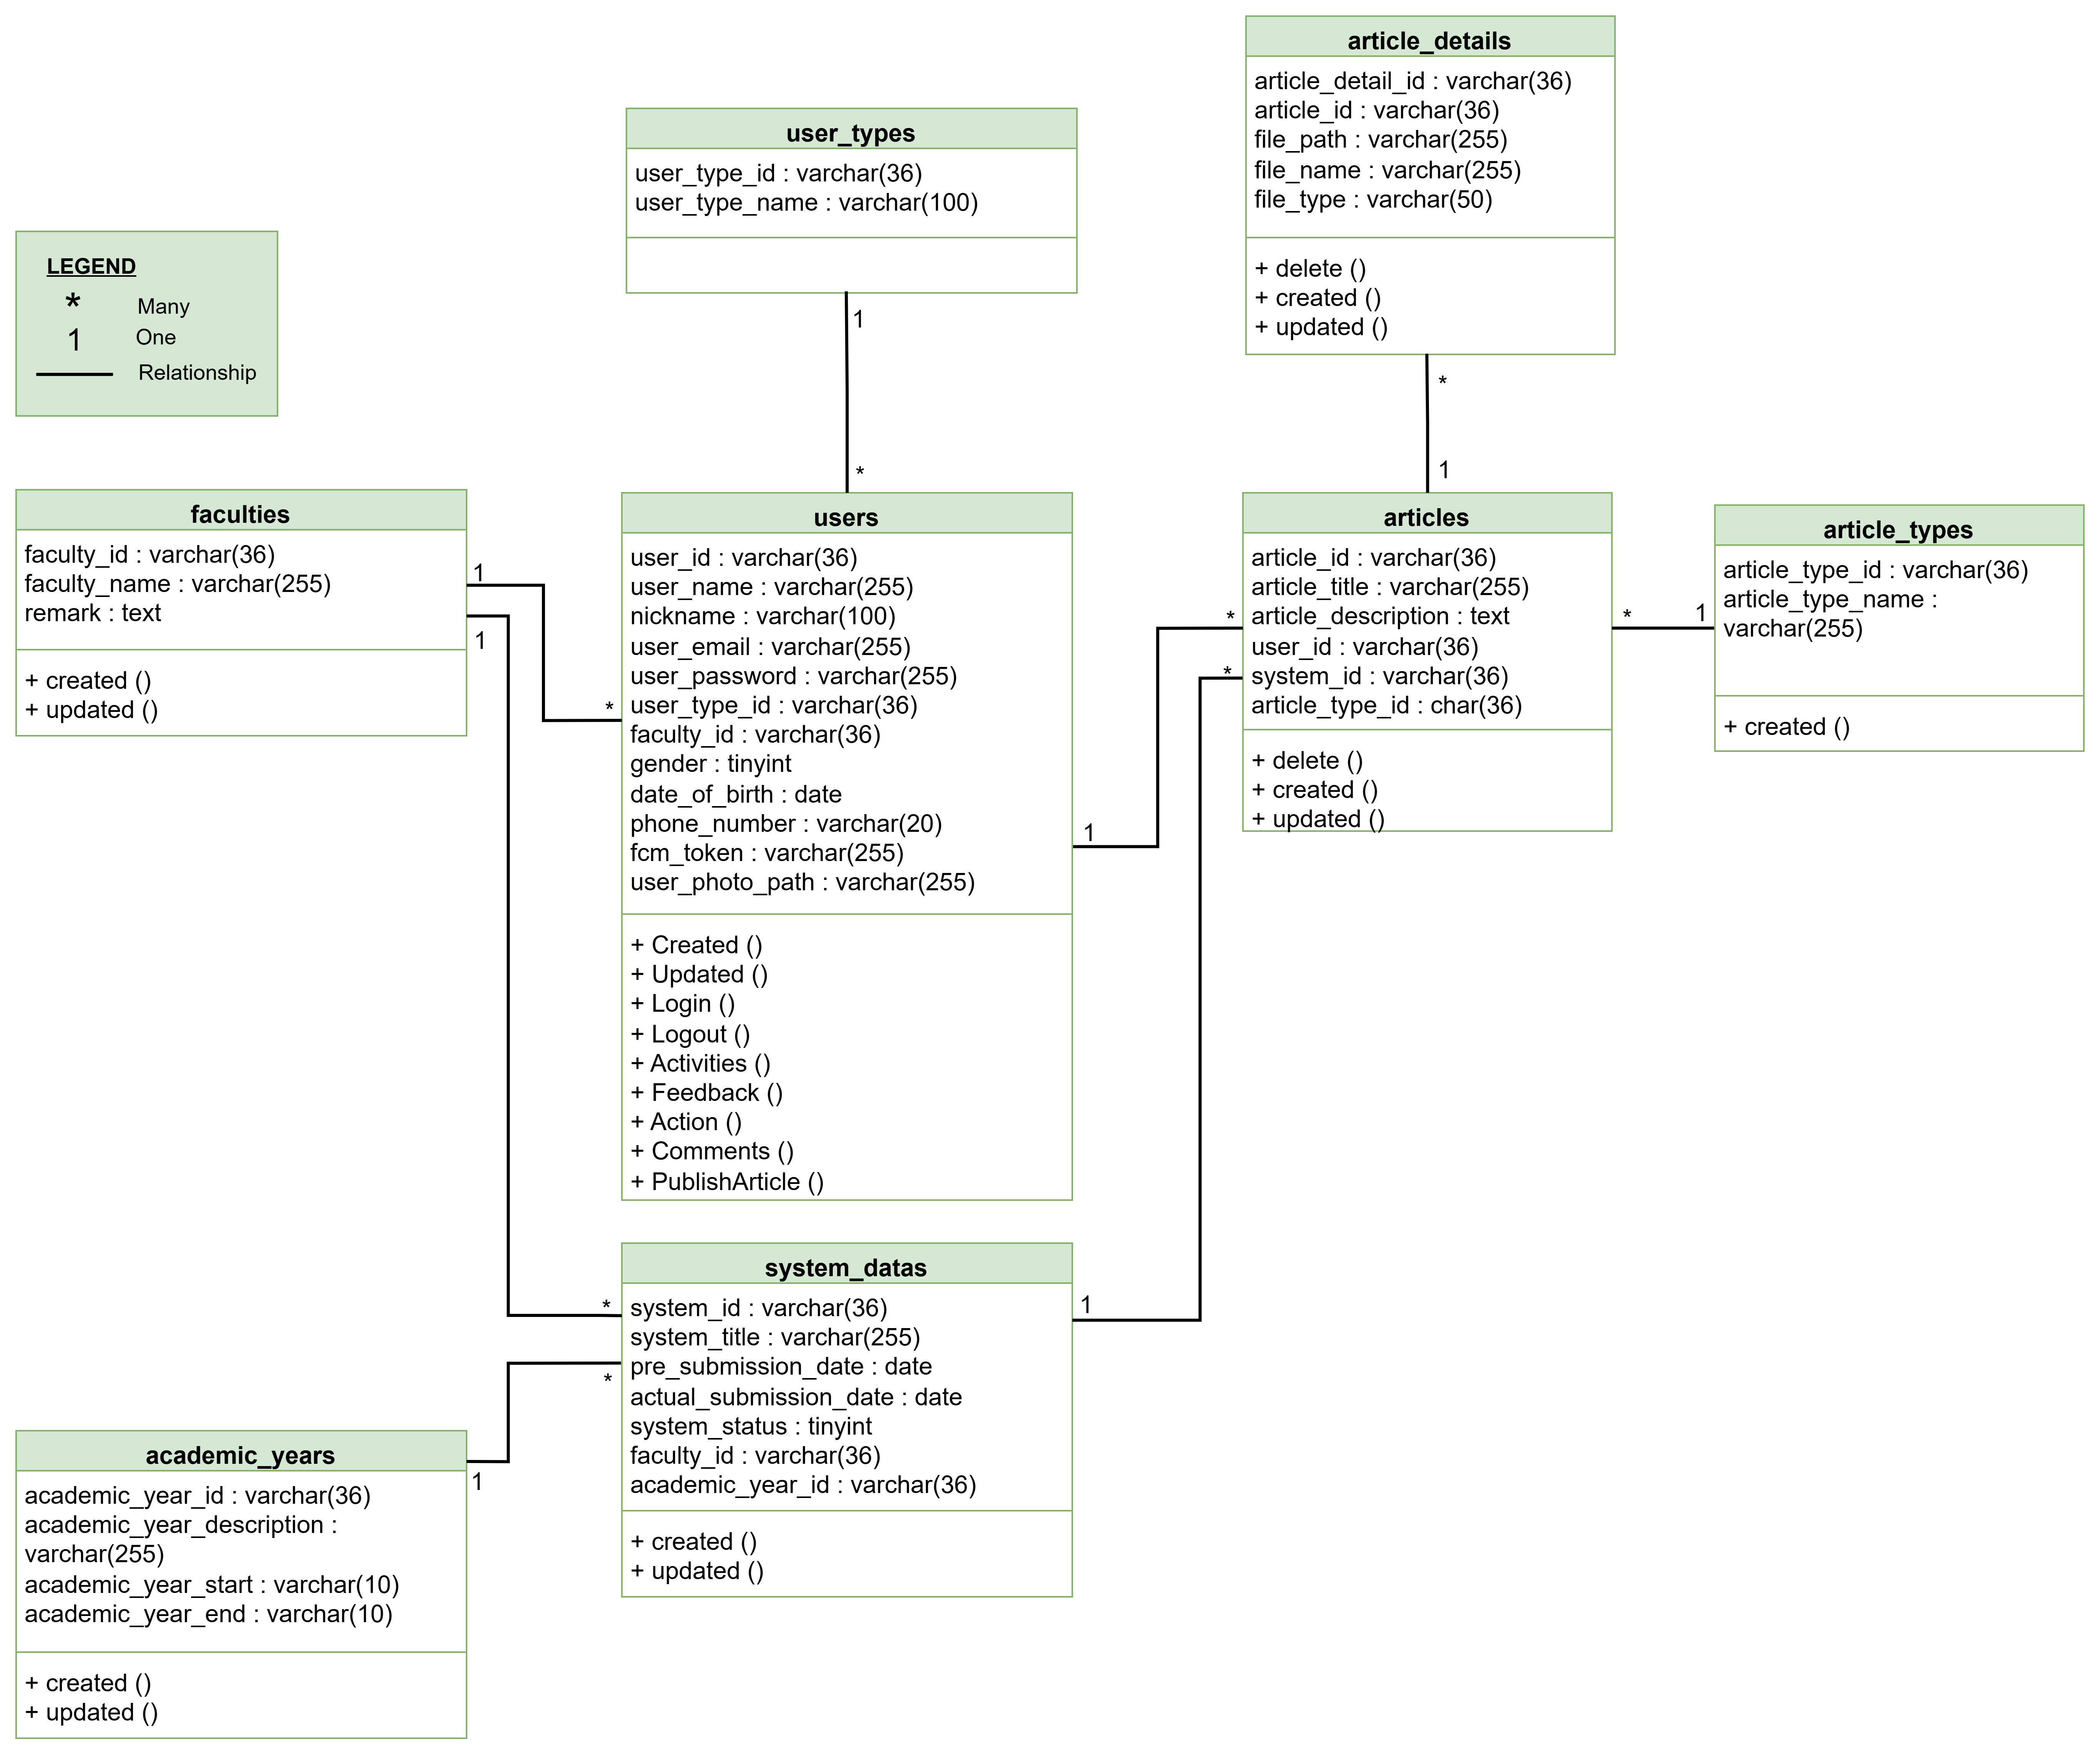 article_details
article_detail_id : varchar(36)
article_id : varchar(36)
file_path : varchar(255)
file_name : varchar(255)
file_type : varchar(50)
+ delete ()
+ created ()
+ updated ()
user_types
user_type_id : varchar(36)
user_type_name : varchar(100)
LEGEND
* Many
1 One
Relationship
1
*
*
1
faculties
faculty_id : varchar(36)
faculty_name : varchar(255)
remark : text
+ created ()
+ updated ()
1
1
*
users
user_id : varchar(36)
user_name : varchar(255)
nickname : varchar(100)
user_email : varchar(255)
user_password : varchar(255)
user_type_id : varchar(36)
faculty_id : varchar(36)
gender : tinyint
date_of_birth : date
phone_number : varchar(20)
fcm_token : varchar(255)
user_photo_path : varchar(255)
+ Created ()
+ Updated ()
+ Login ()
+ Logout ()
+ Activities ()
+ Feedback ()
+ Action ()
+ Comments ()
+ PublishArticle ()
1
*
*
articles
article_id : varchar(36)
article_title : varchar(255)
article_description : text
user_id : varchar(36)
system_id : varchar(36)
article_type_id : char(36)
+ delete ()
+ created ()
+ updated ()
*
1
article_types
article_type_id : varchar(36)
article_type_name :
varchar(255)
+ created ()
*
*
system_datas
system_id : varchar(36)
system_title : varchar(255)
pre_submission_date : date
actual_submission_date : date
system_status : tinyint
faculty_id : varchar(36)
academic_year_id : varchar(36)
+ created ()
+ updated ()
1
academic_years
academic_year_id : varchar(36)
academic_year_description :
varchar(255)
academic_year_start : varchar(10)
academic_year_end : varchar(10)
+ created ()
+ updated ()
1